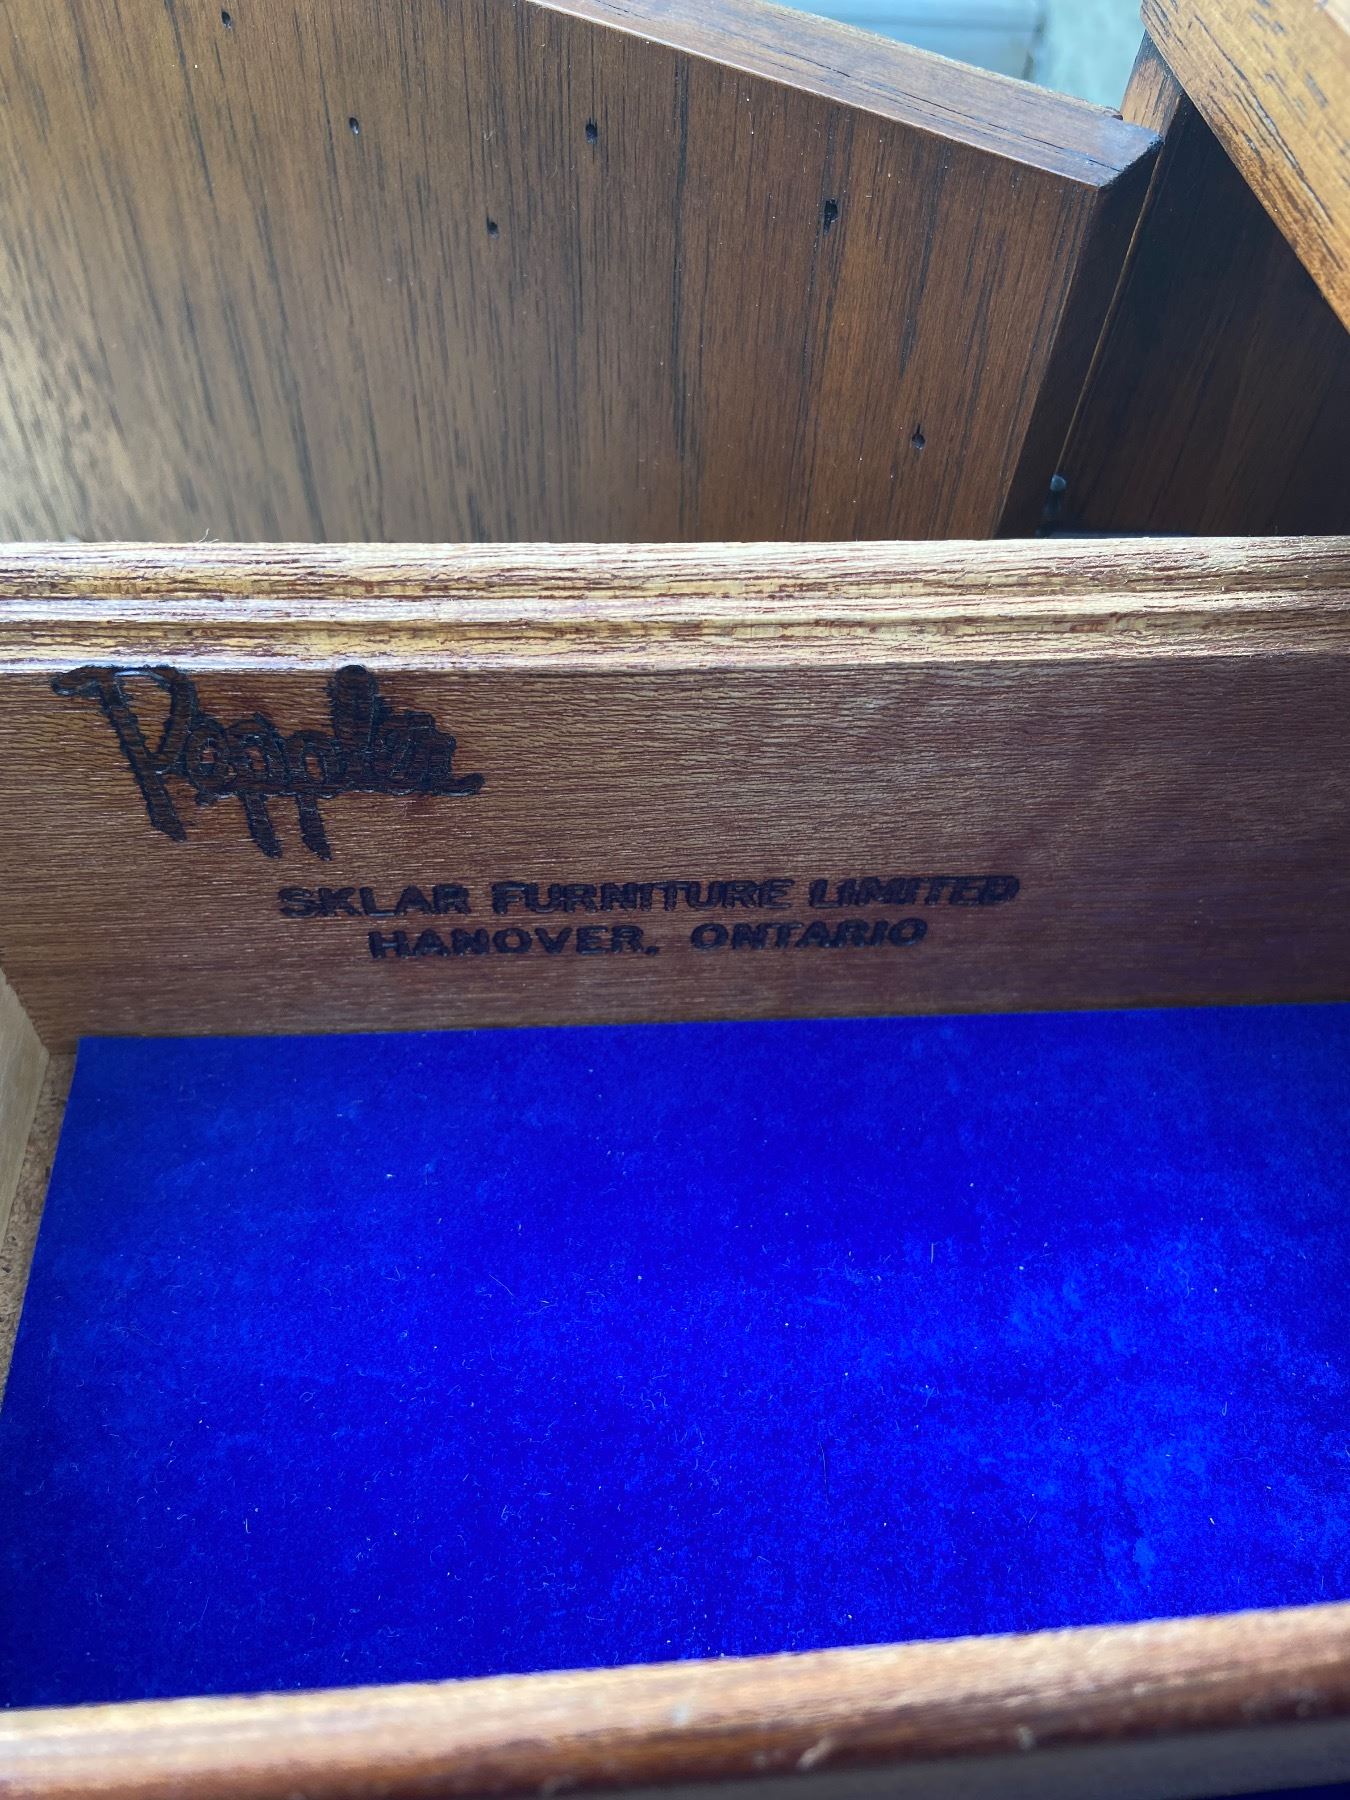 Peppler
SKLAR FURNITURE LIMITED
HANOVER, ONTARIO